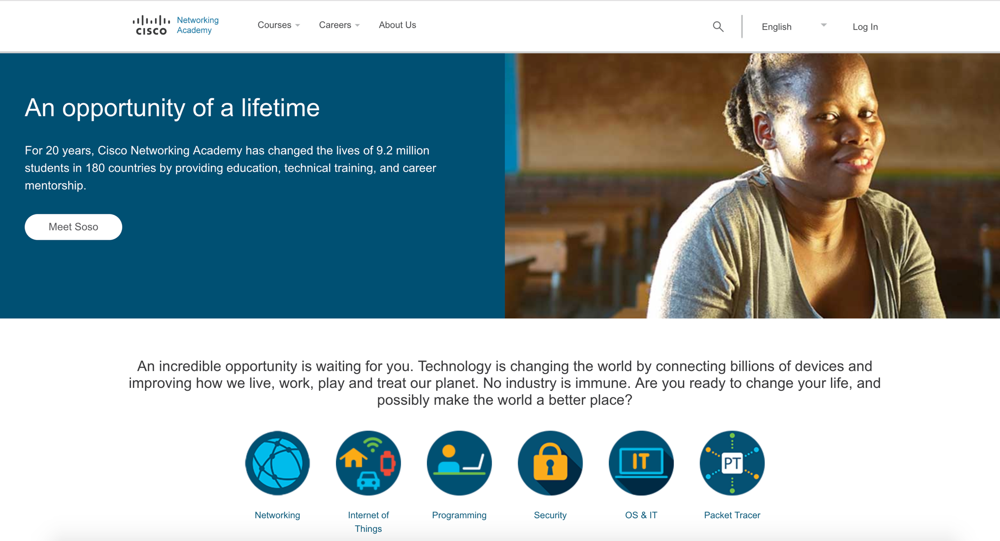 CISCO
Networking
Academy
Courses
Careers
About Us
English
Log In
An opportunity of a lifetime
For 20 years, Cisco Networking Academy has changed the lives of 9.2 million
students in 180 countries by providing education, technical training, and career
mentorship.
Meet Soso
An incredible opportunity is waiting for you. Technology is changing the world by connecting billions of devices and
improving how we live, work, play and treat our planet. No industry is immune. Are you ready to change your life, and
possibly make the world a better place?
IT
PT
Networking
Internet of
Things
Programming
Security
OS & IT
Packet Tracer